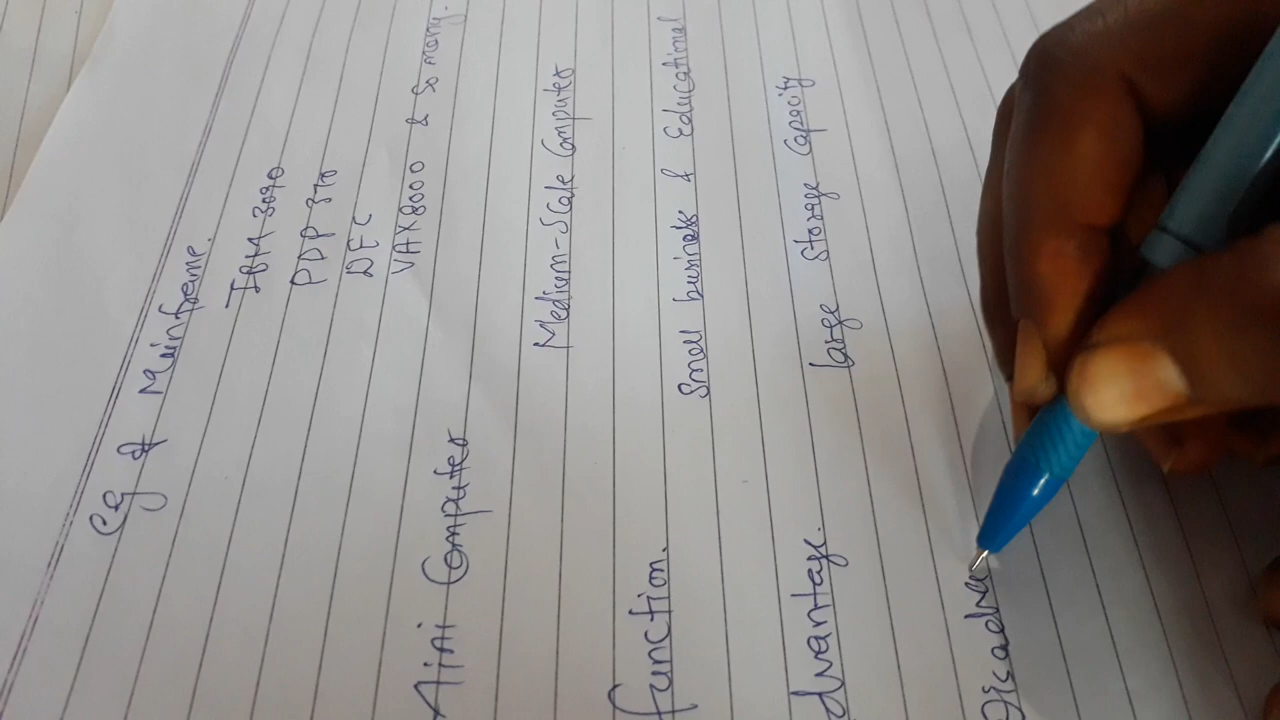 eg of Mainframe.
IBM 3090
PDP 370
DEC
VAX8000 & so many.
Mini Computer
Medium-Scale Computer
function.
Small business & Educational
dvantage.
large storage Capacity
Disadva